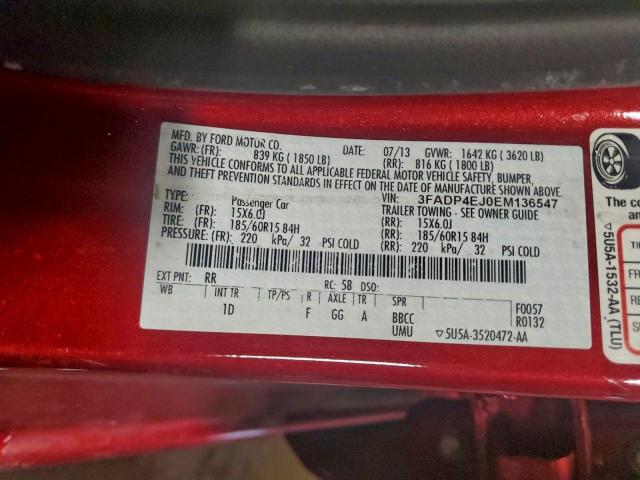 MFD. BY FORD MOTOR CO. DATE: 07/13 GVWR: 1642 KG ( 3620 LB)
GAWR:(FR): 839 KG ( 1850 LB) (RR): 816 KG ( 1800 LB)
THIS VEHICLE CONFORMS TO ALL APPLICABLE FEDERAL MOTOR VEHICLE SAFETY, BUMPER,
AND THEFT PREVENTION STANDARDS IN EFFECT ON THE DATE OF MANUFACTURE SHOWN ABOVE.
VIN: 3FADP4EJ0EM136547
TYPE: Passenger Car TRAILER TOWING - SEE OWNER GUIDE
RIM: (FR): 15X6.0J (RR): 15X6.0J
TIRE: (FR): 185/60R15 84H (RR): 185/60R15 84H
PRESSURE: (FR): 220 kPa/ 32 PSI COLD (RR): 220 kPa/ 32 PSI COLD
EXT PNT: RR RC: 58 DSO:
WB INT TR TP/PS R AXLE TR SPR
1D F GG A BBCC
UMU
F0057
R0132
▽5U5A-3520472-AA
▽5U5A-1532-AA (TLU)
The co
à au
TI
FR
RE
S